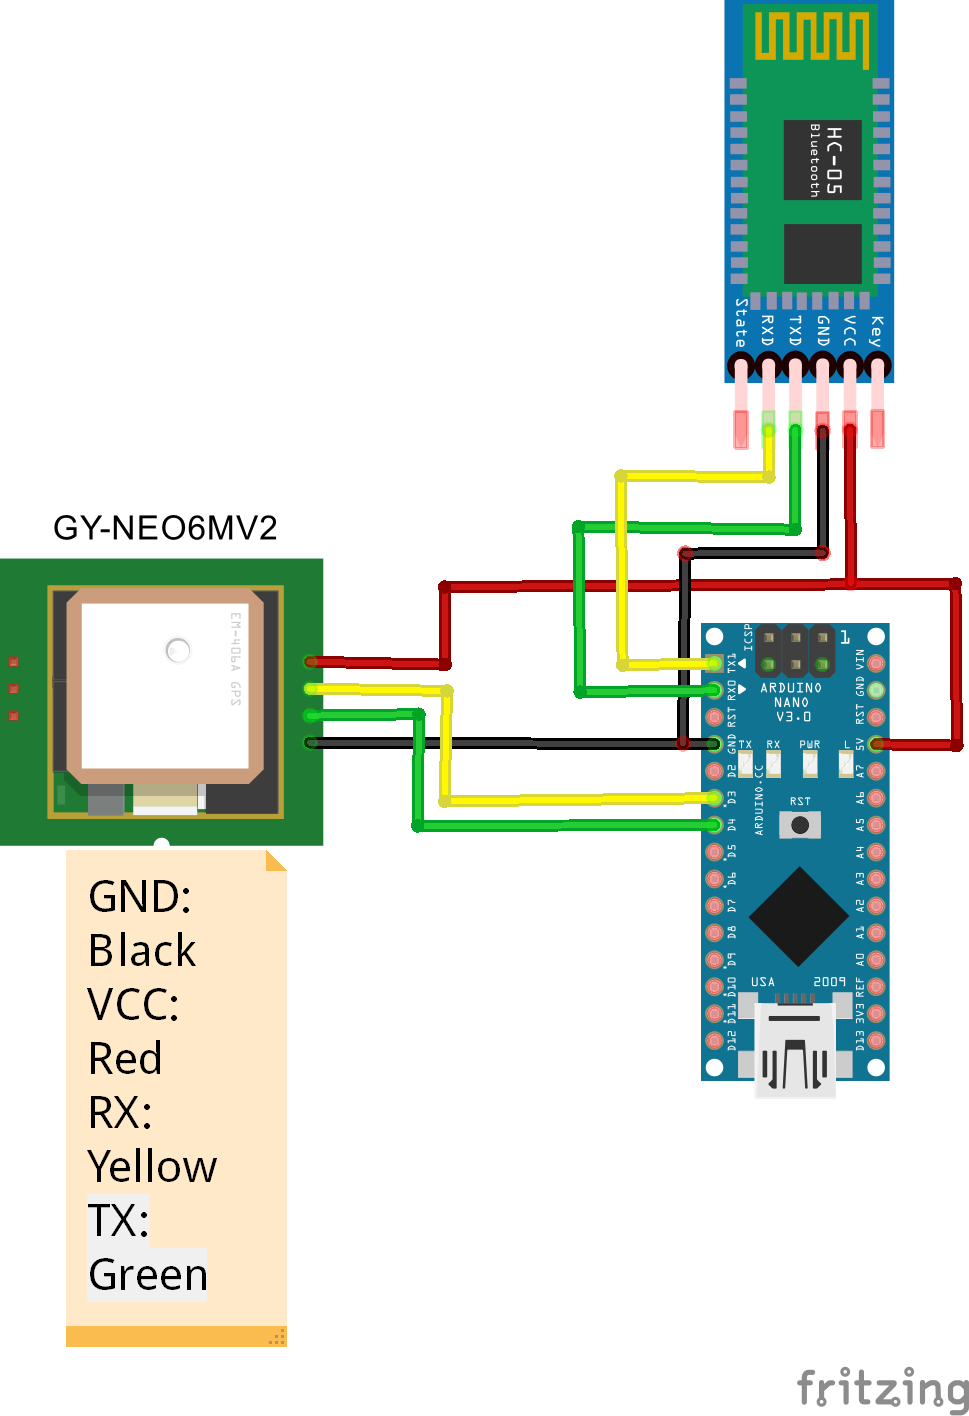 HC-05
Bluetooth
State
RXD
TXD
GND
VCC
Key
GY-NEO6MV2
EM-406A GPS
ICSP
1
TX1
RX0
RST
GND
D2
D3
D4
D5
D6
D7
D8
D9
D10
D11
D12
VIN
GND
RST
5V
A7
A6
A5
A4
A3
A2
A1
A0
REF
3V3
D13
ARDUINO
NANO
V3.0
TX
RX
PWR
L
RST
ARDUINO.CC
USA
2009
GND:
Black
VCC:
Red
RX:
Yellow
TX:
Green
fritzing